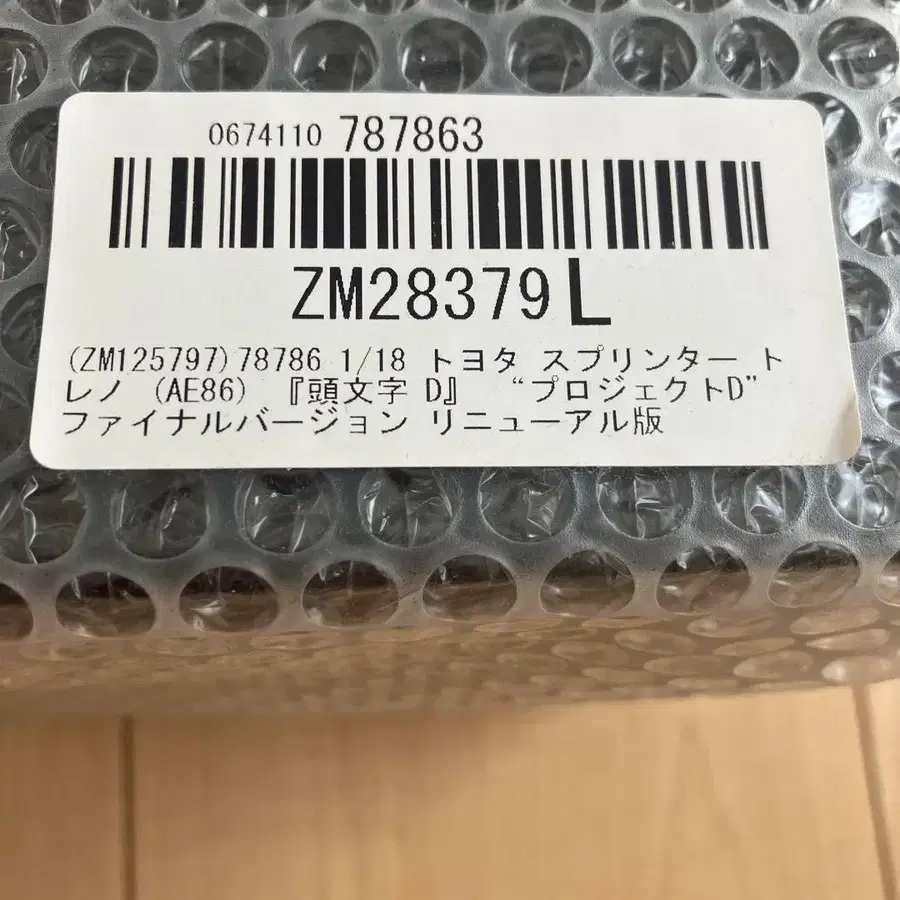 0674110 787863
ZM28379 L
(ZM125797)78786 1/18 トヨタ スプリンター ト
レノ (AE86) 『頭文字 D』 “プロジェクトD”
ファイナルバージョン リニューアル版